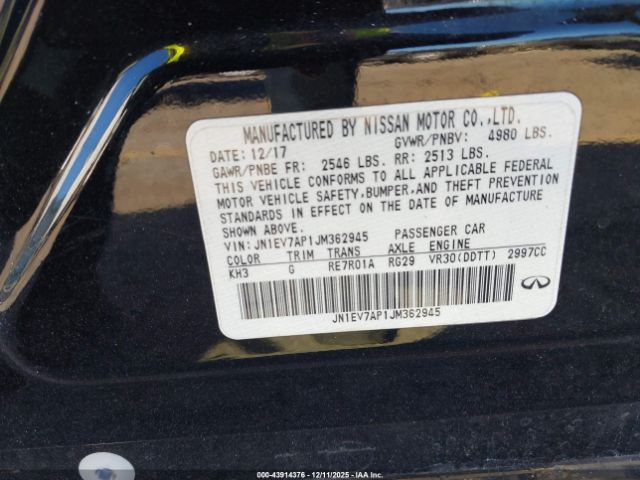 MANUFACTURED BY NISSAN MOTOR CO.,LTD.
DATE: 12/17 GVWR/PNBV: 4980 LBS.
GAWR/PNBE FR: 2546 LBS. RR: 2513 LBS.
THIS VEHICLE CONFORMS TO ALL APPLICABLE FEDERAL
MOTOR VEHICLE SAFETY,BUMPER,AND THEFT PREVENTION
STANDARDS IN EFFECT ON THE DATE OF MANUFACTURE
SHOWN ABOVE.
VIN: JN1EV7AP1JM362945 PASSENGER CAR
COLOR TRIM TRANS AXLE ENGINE
KH3 G RE7R01A RG29 VR30(DDTT) 2997CC
JN1EV7AP1JM362945
00-43914376 • 12/11/2025 • IAAI.CA